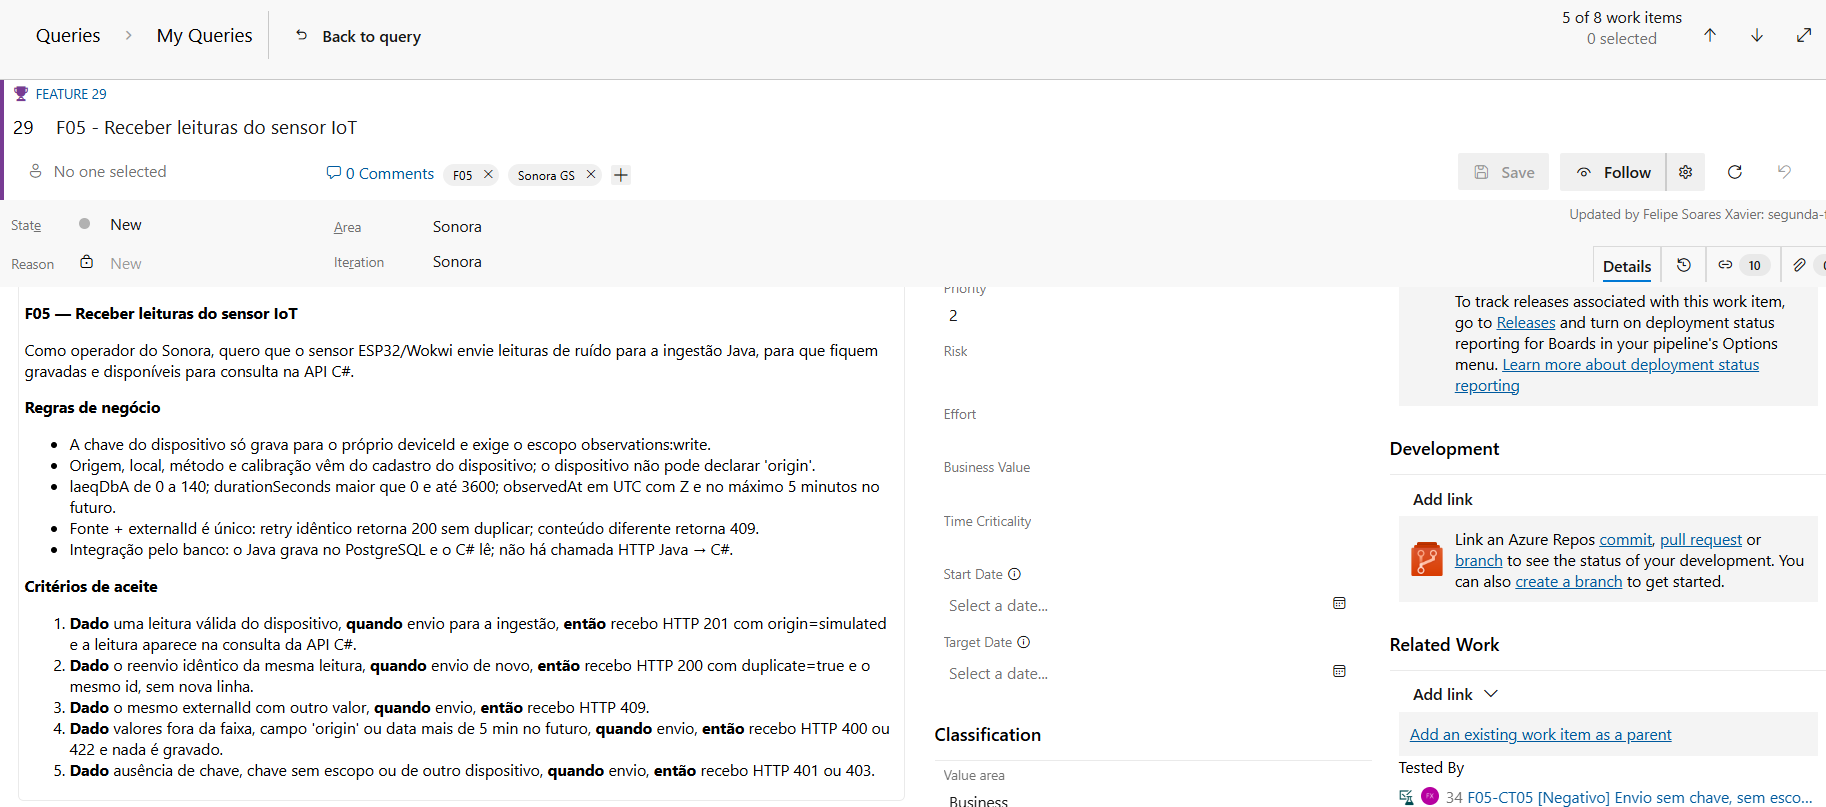 Queries > My Queries
Back to query
5 of 8 work items
0 selected
FEATURE 29
29 F05 - Receber leituras do sensor IoT
No one selected
0 Comments
F05
Sonora GS
Save
Follow
State
New
Area
Sonora
Updated by Felipe Soares Xavier: segunda-f
Reason
New
Iteration
Sonora
Details
10
F05 — Receber leituras do sensor IoT
Como operador do Sonora, quero que o sensor ESP32/Wokwi envie leituras de ruído para a ingestão Java, para que fiquem
gravadas e disponíveis para consulta na API C#.
Regras de negócio
• A chave do dispositivo só grava para o próprio deviceId e exige o escopo observations:write.
• Origem, local, método e calibração vêm do cadastro do dispositivo; o dispositivo não pode declarar 'origin'.
• laeqDbA de 0 a 140; durationSeconds maior que 0 e até 3600; observedAt em UTC com Z e no máximo 5 minutos no
futuro.
• Fonte + externalId é único: retry idêntico retorna 200 sem duplicar; conteúdo diferente retorna 409.
• Integração pelo banco: o Java grava no PostgreSQL e o C# lê; não há chamada HTTP Java → C#.
Critérios de aceite
1. Dado uma leitura válida do dispositivo, quando envio para a ingestão, então recebo HTTP 201 com origin=simulated
e a leitura aparece na consulta da API C#.
2. Dado o reenvio idêntico da mesma leitura, quando envio de novo, então recebo HTTP 200 com duplicate=true e o
mesmo id, sem nova linha.
3. Dado o mesmo externalId com outro valor, quando envio, então recebo HTTP 409.
4. Dado valores fora da faixa, campo 'origin' ou data mais de 5 min no futuro, quando envio, então recebo HTTP 400 ou
422 e nada é gravado.
5. Dado ausência de chave, chave sem escopo ou de outro dispositivo, quando envio, então recebo HTTP 401 ou 403.
Priority
2
Risk
Effort
Business Value
Time Criticality
Start Date
Select a date...
Target Date
Select a date...
Classification
Value area
Business
To track releases associated with this work item,
go to Releases and turn on deployment status
reporting for Boards in your pipeline's Options
menu. Learn more about deployment status
reporting
Development
Add link
Link an Azure Repos commit, pull request or
branch to see the status of your development. You
can also create a branch to get started.
Related Work
Add link
Add an existing work item as a parent
Tested By
34 F05-CT05 [Negativo] Envio sem chave, sem esco...